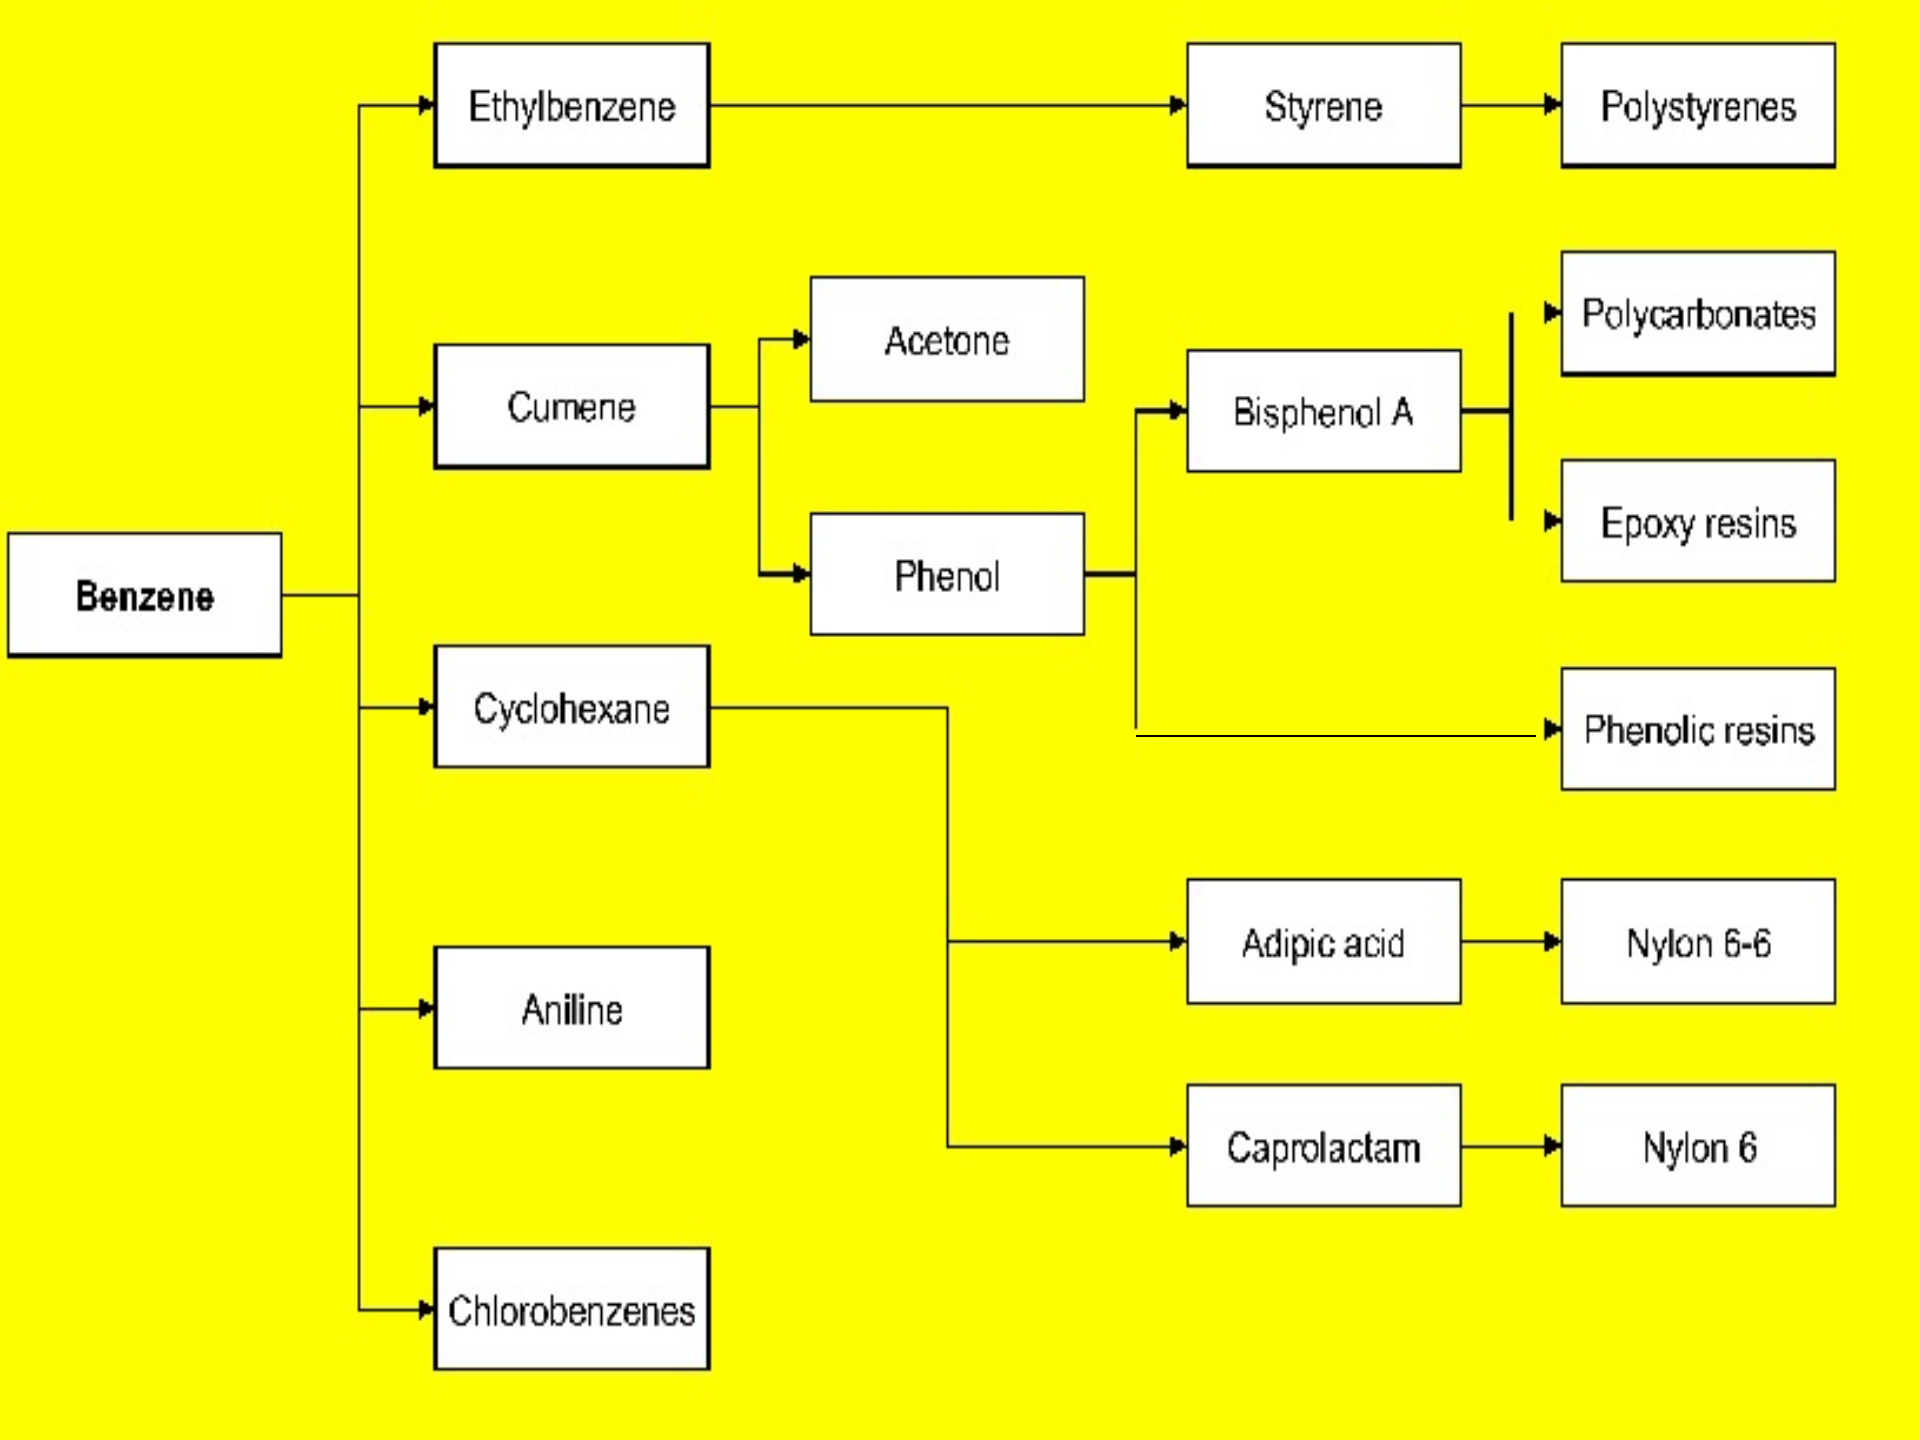 Ethylbenzene
Styrene
Polystyrenes
Polycarbonates
Acetone
Cumene
Bisphenol A
Epoxy resins
Phenol
Benzene
Cyclohexane
Phenolic resins
Adipic acid
Nylon 6-6
Aniline
Caprolactam
Nylon 6
Chlorobenzenes